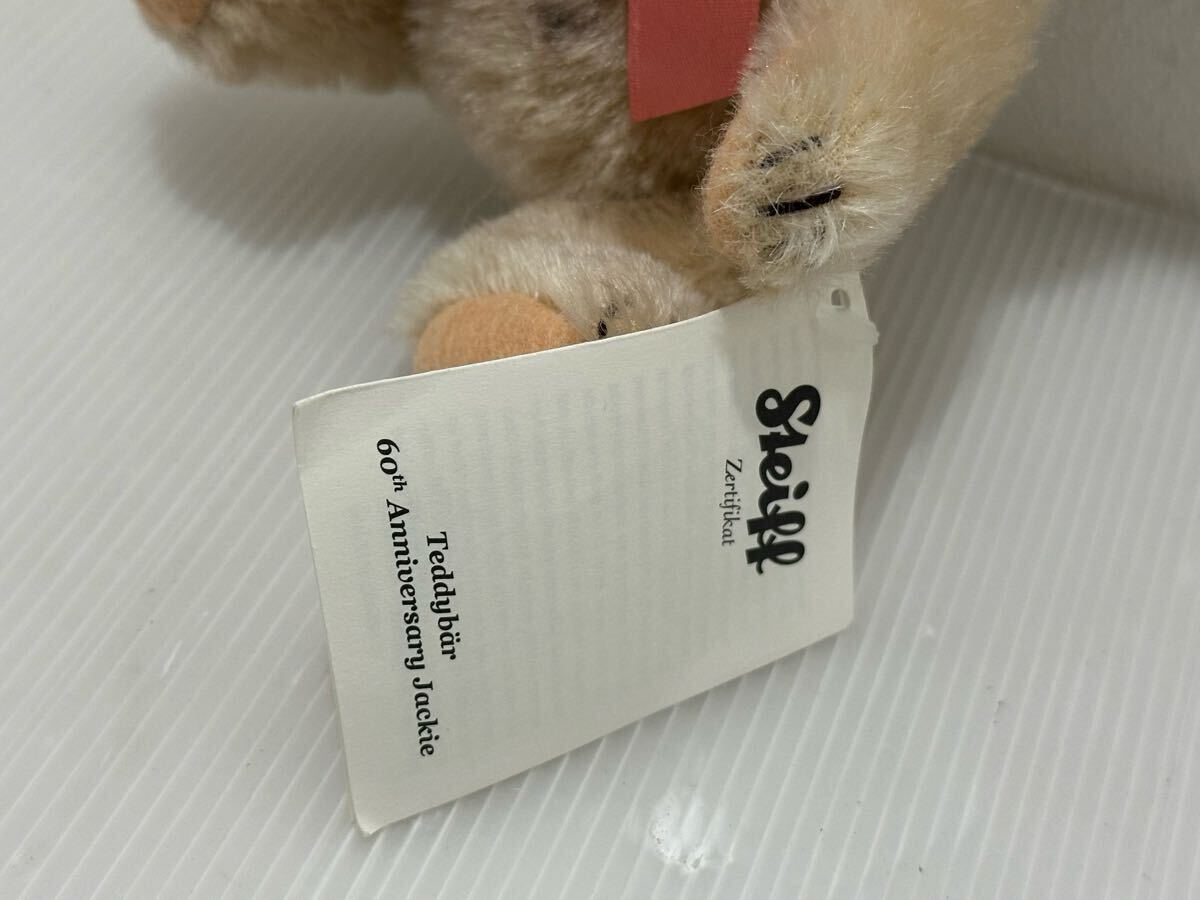 Steiff
Zertifikat
Teddybär
60th Anniversary Jackie